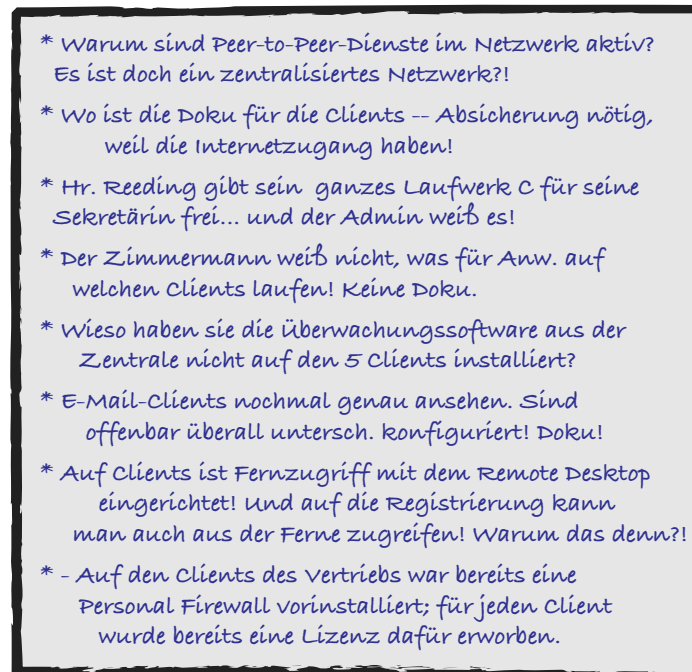 * Warum sind Peer-to-Peer-Dienste im Netzwerk aktiv?
Es ist doch ein zentralisiertes Netzwerk?!
* Wo ist die Doku für die Clients -- Absicherung nötig,
weil die Internetzugang haben!
* Hr. Reeding gibt sein ganzes Laufwerk C für seine
Sekretärin frei... und der Admin weiß es!
* Der Zimmermann weiß nicht, was für Anw. auf
welchen Clients laufen! Keine Doku.
* Wieso haben sie die Überwachungssoftware aus der
Zentrale nicht auf den 5 Clients installiert?
* E-Mail-Clients nochmal genau ansehen. Sind
offenbar überall untersch. konfiguriert! Doku!
* Auf Clients ist Fernzugriff mit dem Remote Desktop
eingerichtet! Und auf die Registrierung kann
man auch aus der Ferne zugreifen! Warum das denn?!
* - Auf den Clients des Vertriebs war bereits eine
Personal Firewall vorinstalliert; für jeden Client
wurde bereits eine Lizenz dafür erworben.